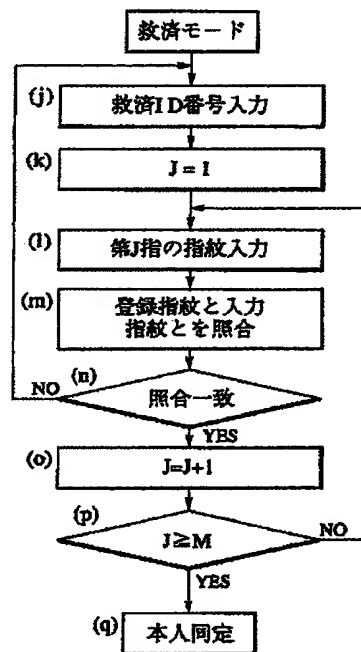 救済モード
(j)
救済ID番号入力
(k)
J = 1
(l)
第J指の指紋入力
(m)
登録指紋と入力
指紋とを照合
(n)
照合一致
NO
YES
(o)
J=J+1
(p)
J≧M
NO
YES
(q)
本人同定